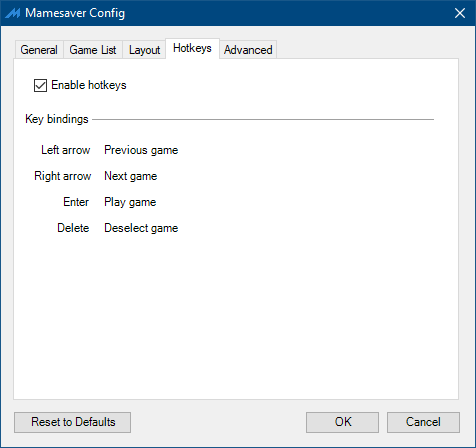 Mamesaver Config
General Game List Layout Hotkeys Advanced
Enable hotkeys
Key bindings
Left arrow Previous game
Right arrow Next game
Enter Play game
Delete Deselect game
Reset to Defaults OK Cancel